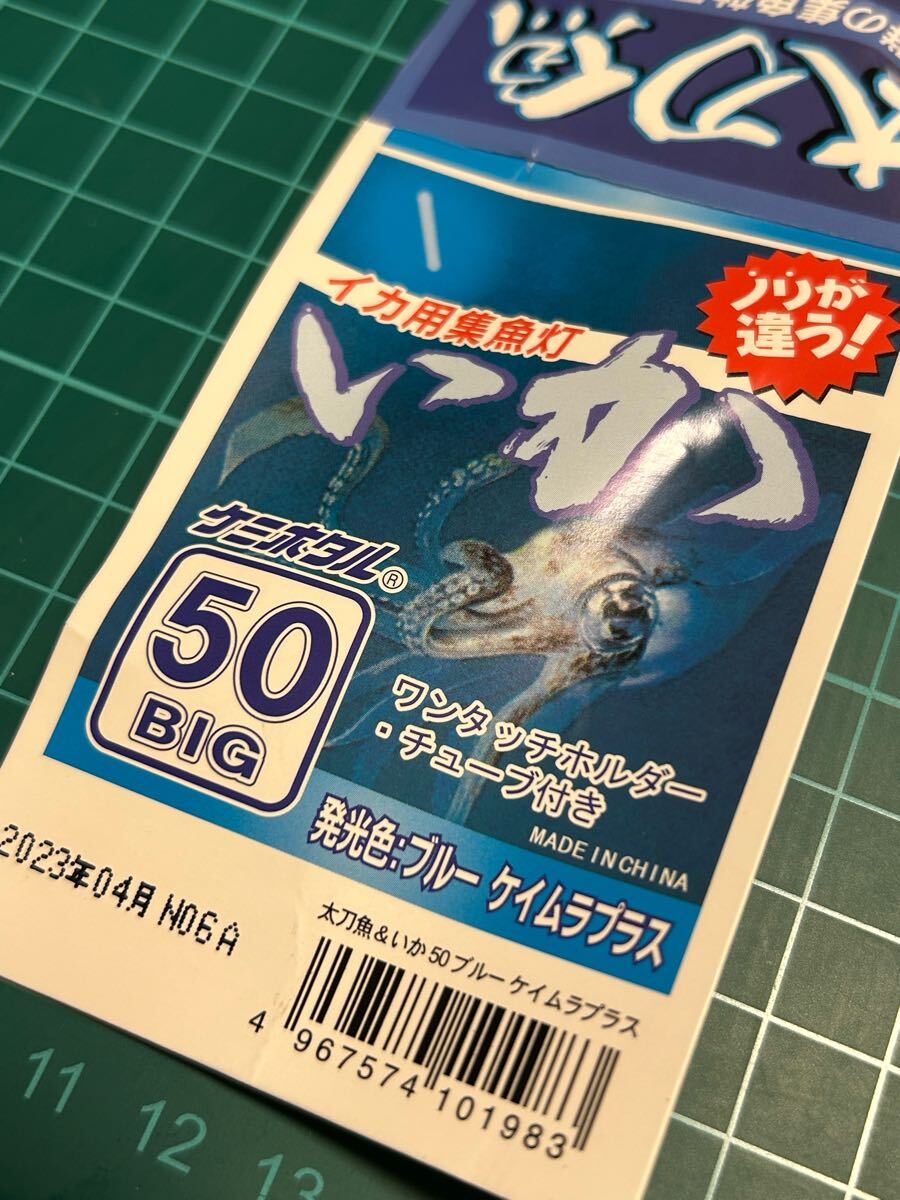 太刀魚
イカ用集魚灯
ノリが
違う!
いか
ケミホタル®
50
BIG
ワンタッチホルダー
・チューブ付き
MADE IN CHINA
発光色:ブルー ケイムラプラス
2023年04月 N06A
太刀魚&いか50ブルー ケイムラプラス
4 967574 101983
11 12 13